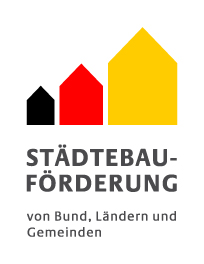 STÄDTEBAU-
FÖRDERUNG
von Bund, Ländern und
Gemeinden